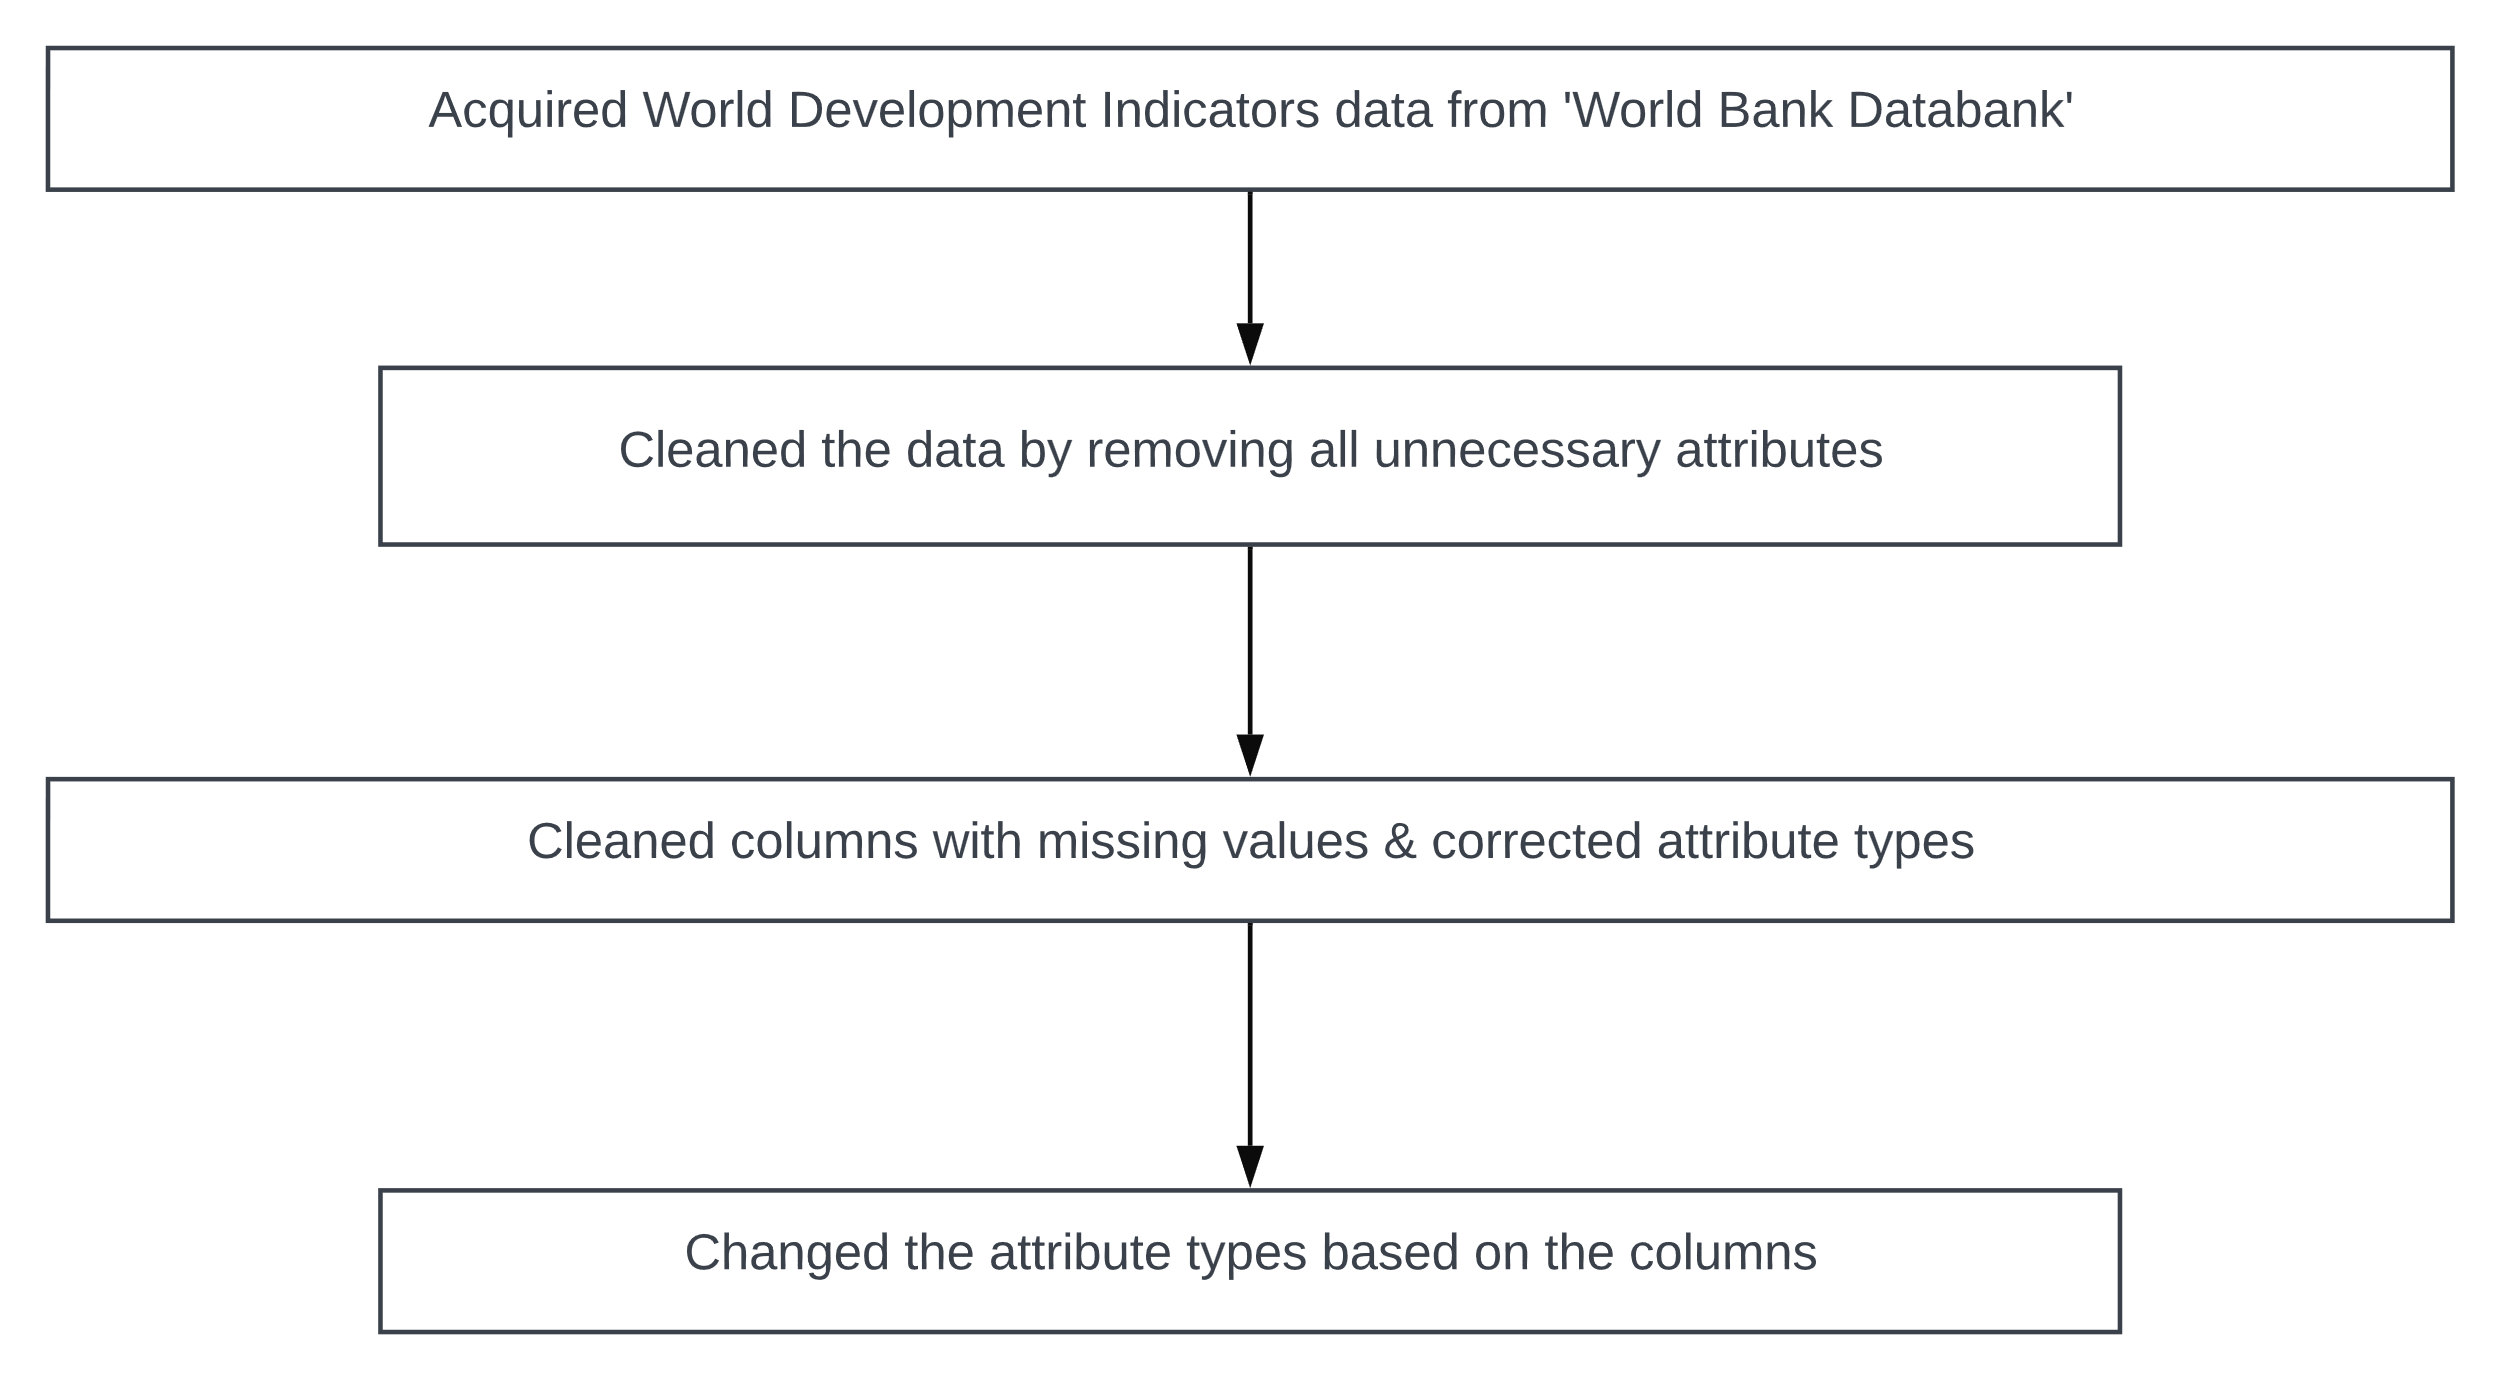 Acquired World Development Indicators data from 'World Bank Databank'
Cleaned the data by removing all unnecessary attributes
Cleaned columns with missing values & corrected attribute types
Changed the attribute types based on the columns